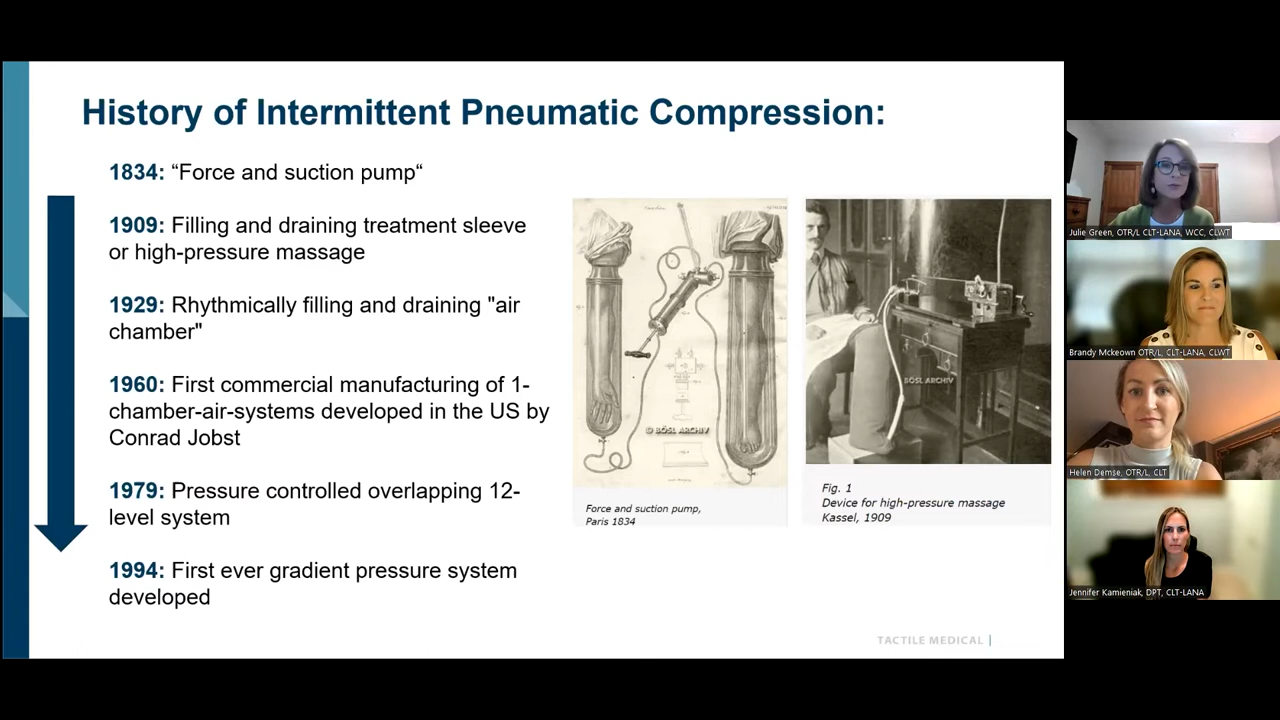 History of Intermittent Pneumatic Compression:
1834: “Force and suction pump“
1909: Filling and draining treatment sleeve
or high-pressure massage
1929: Rhythmically filling and draining "air
chamber"
1960: First commercial manufacturing of 1-
chamber-air-systems developed in the US by
Conrad Jobst
1979: Pressure controlled overlapping 12-
level system
1994: First ever gradient pressure system
developed
© BÖSL ARCHIV
Force and suction pump,
Paris 1834
BÖSL ARCHIV
Fig. 1
Device for high-pressure massage
Kassel, 1909
TACTILE MEDICAL |
Julie Green, OTR/L CLT-LANA, WCC, CLWT
Brandy Mckeown OTR/L, CLT-LANA, CLWT
Helen Demse, OTR/L, CLT
Jennifer Kamieniak, DPT, CLT-LANA